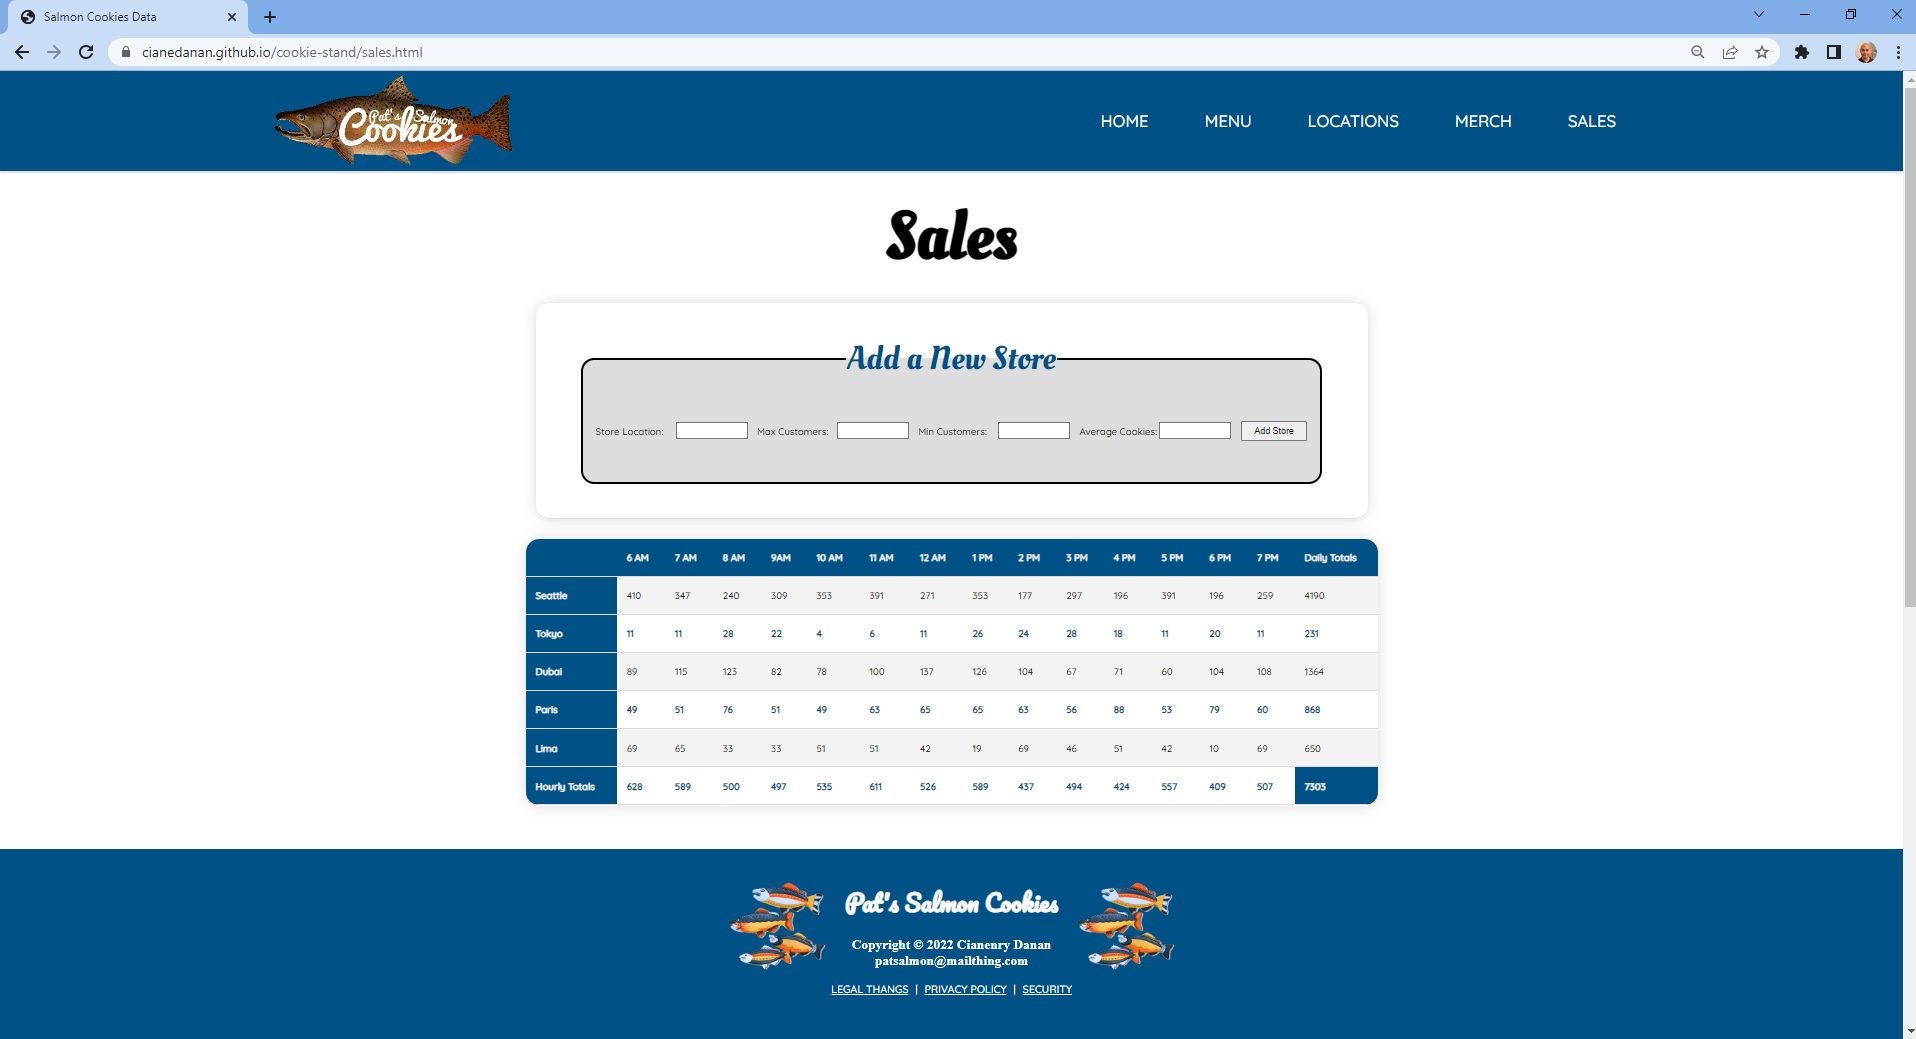 Salmon Cookies Data
cianedanan.github.io/cookie-stand/sales.html
Pat's Salmon
Cookies
HOME MENU LOCATIONS MERCH SALES
Sales
Add a New Store
Store Location: Max Customers: Min Customers: Average Cookies: Add Store
6 AM 7 AM 8 AM 9AM 10 AM 11 AM 12 AM 1 PM 2 PM 3 PM 4 PM 5 PM 6 PM 7 PM Daily Totals
Seattle 410 347 240 309 353 391 271 353 177 297 196 391 196 259 4190
Tokyo 11 11 28 22 4 6 11 26 24 28 18 11 20 11 231
Dubai 89 115 123 82 78 100 137 126 104 67 71 60 104 108 1364
Paris 49 51 76 51 49 63 65 65 63 56 88 53 79 60 868
Lima 69 65 33 33 51 51 42 19 69 46 51 42 10 69 650
Hourly Totals 628 589 500 497 535 611 526 589 437 494 424 557 409 507 7303
Pat's Salmon Cookies
Copyright © 2022 Cianenry Danan
patsalmon@mailthing.com
LEGAL THANGS | PRIVACY POLICY | SECURITY